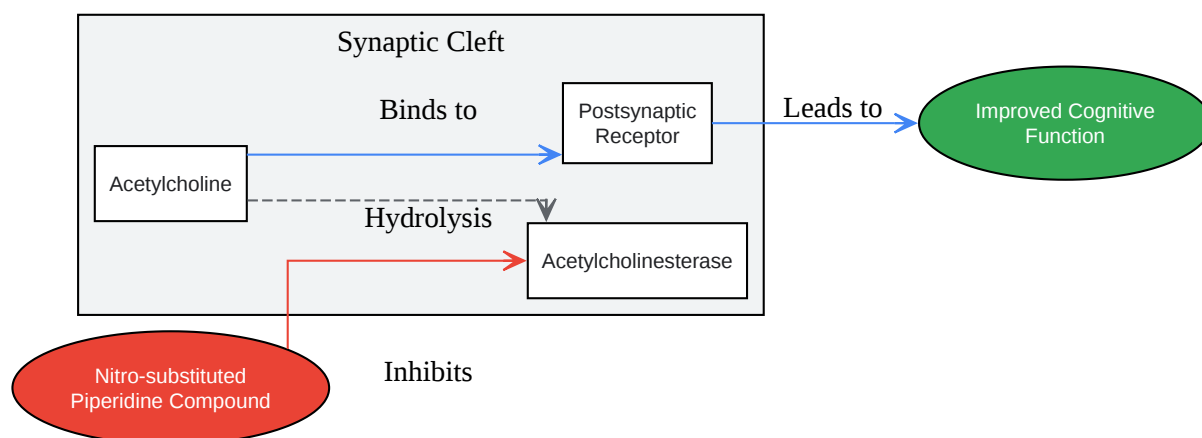 Synaptic Cleft
Binds to
Postsynaptic
Receptor
Leads to
Improved Cognitive
Function
Acetylcholine
Hydrolysis
Acetylcholinesterase
Inhibits
Nitro-substituted
Piperidine Compound